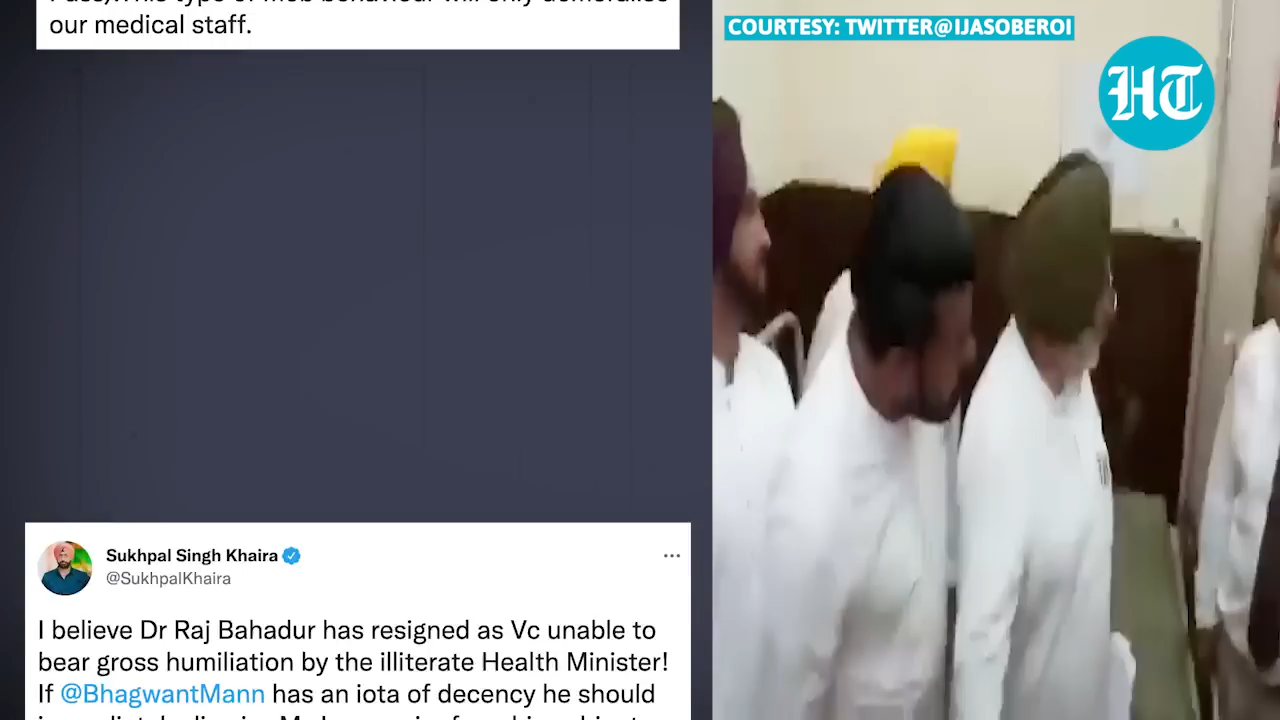 our medical staff.
COURTESY: TWITTER@IJASOBEROI
HT
Sukhpal Singh Khaira
@SukhpalKhaira
I believe Dr Raj Bahadur has resigned as Vc unable to
bear gross humiliation by the illiterate Health Minister!
If @BhagwantMann has an iota of decency he should